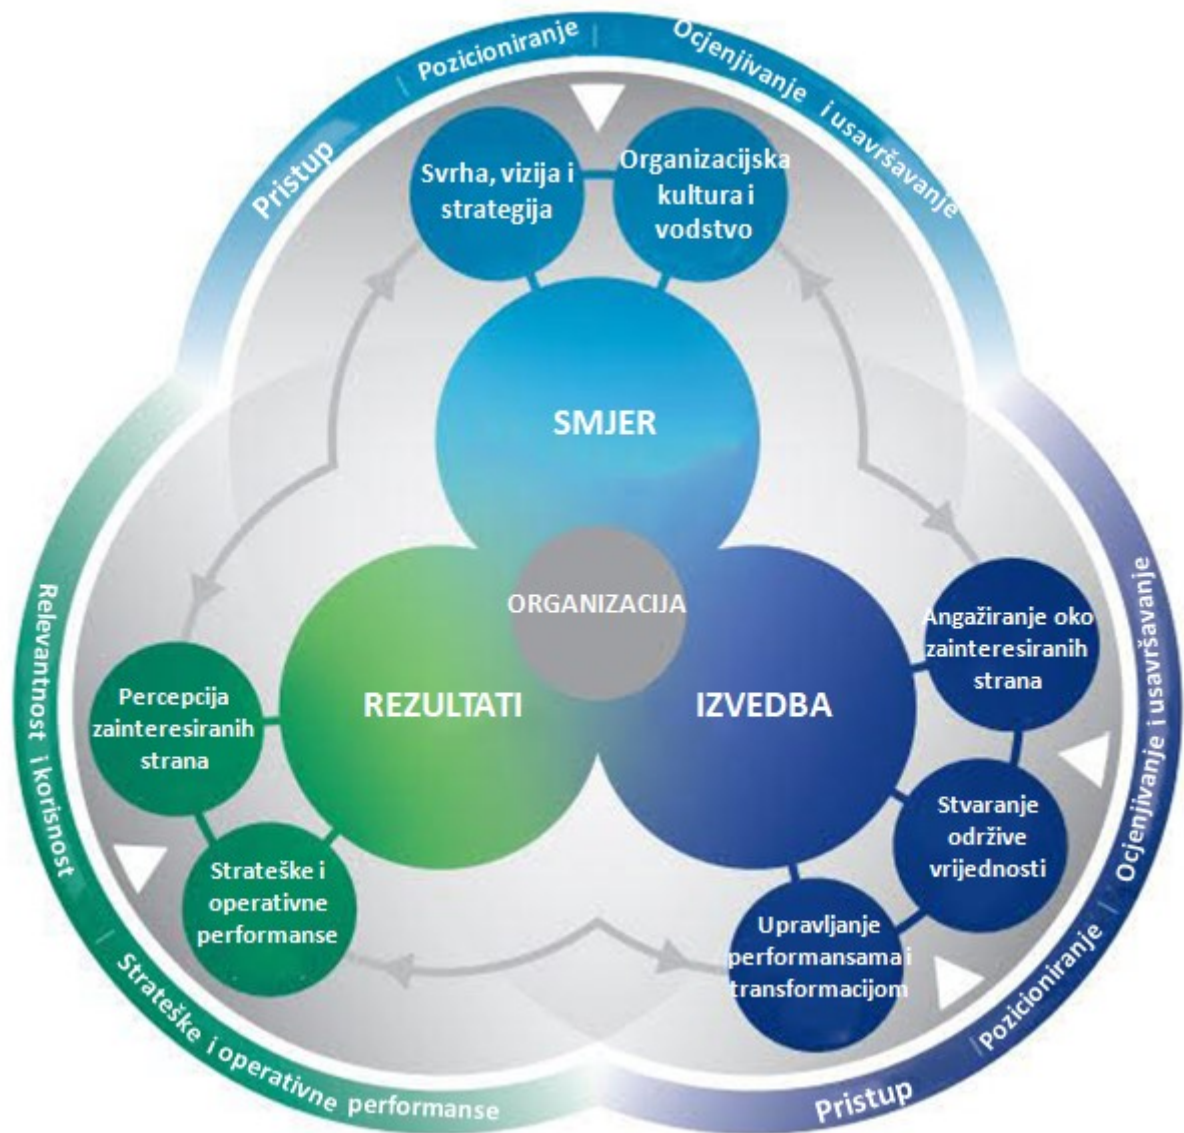 Pristup | Pozicioniranje | Ocjenjivanje i usavršavanje
Svrha, vizija i
strategija
Organizacijska
kultura i
vodstvo
SMJER
ORGANIZACIJA
REZULTATI
IZVEDBA
Angažiranje oko
zainteresiranih
strana
Stvaranje
održive
vrijednosti
Upravljanje
performansama i
transformacijom
Percepcija
zainteresiranih
strana
Strateške i
operativne
performanse
Relevantnost i korisnost | Strateške i operativne performanse
Pristup | Pozicioniranje | Ocjenjivanje i usavršavanje